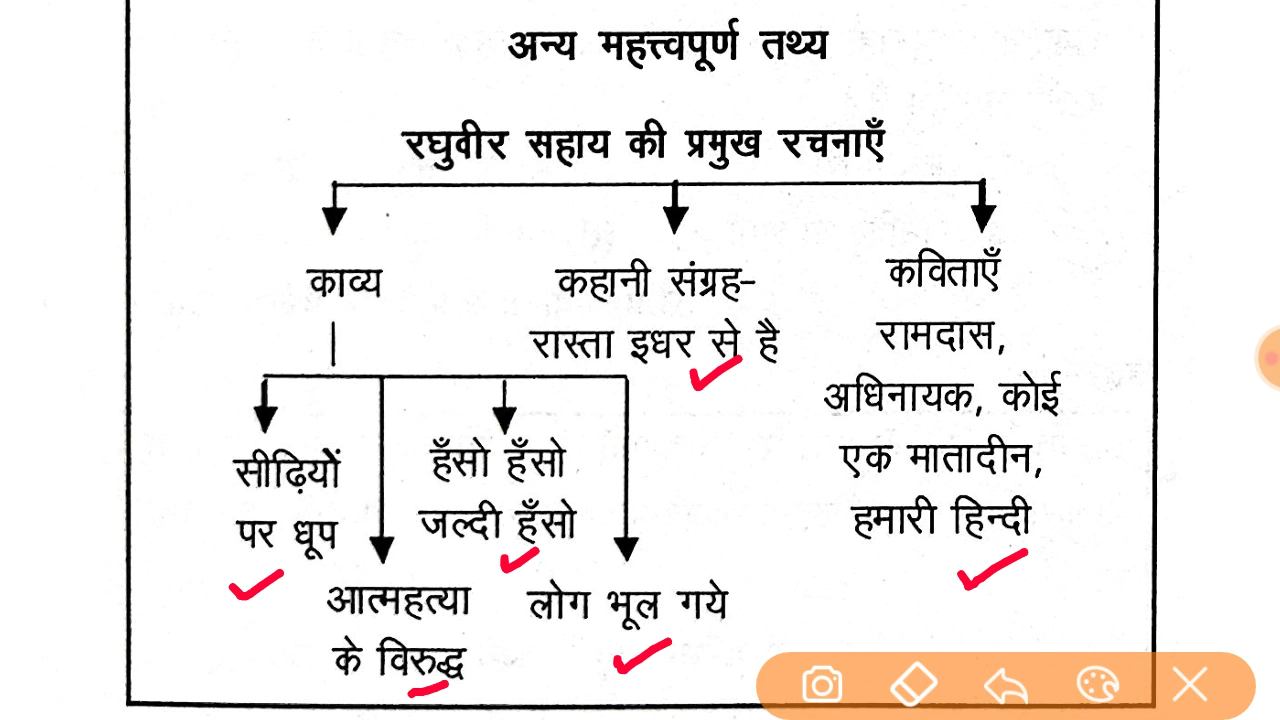 अन्य महत्त्वपूर्ण तथ्य
रघुवीर सहाय की प्रमुख रचनाएँ
काव्य
सीढ़ियों
पर धूप
आत्महत्या
के विरुद्ध
हँसो हँसो
जल्दी हँसो
लोग भूल गये
कहानी संग्रह-
रास्ता इधर से है
कविताएँ
रामदास,
अधिनायक, कोई
एक मातादीन,
हमारी हिन्दी